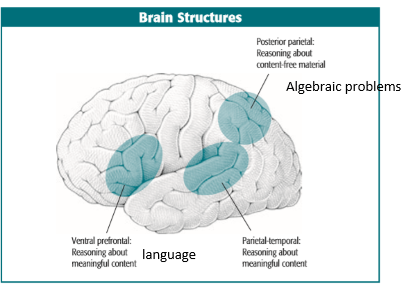 Brain Structures
Posterior parietal:
Reasoning about
content-free material
Algebraic problems
Ventral prefrontal:
Reasoning about
meaningful content
language
Parietal-temporal:
Reasoning about
meaningful content